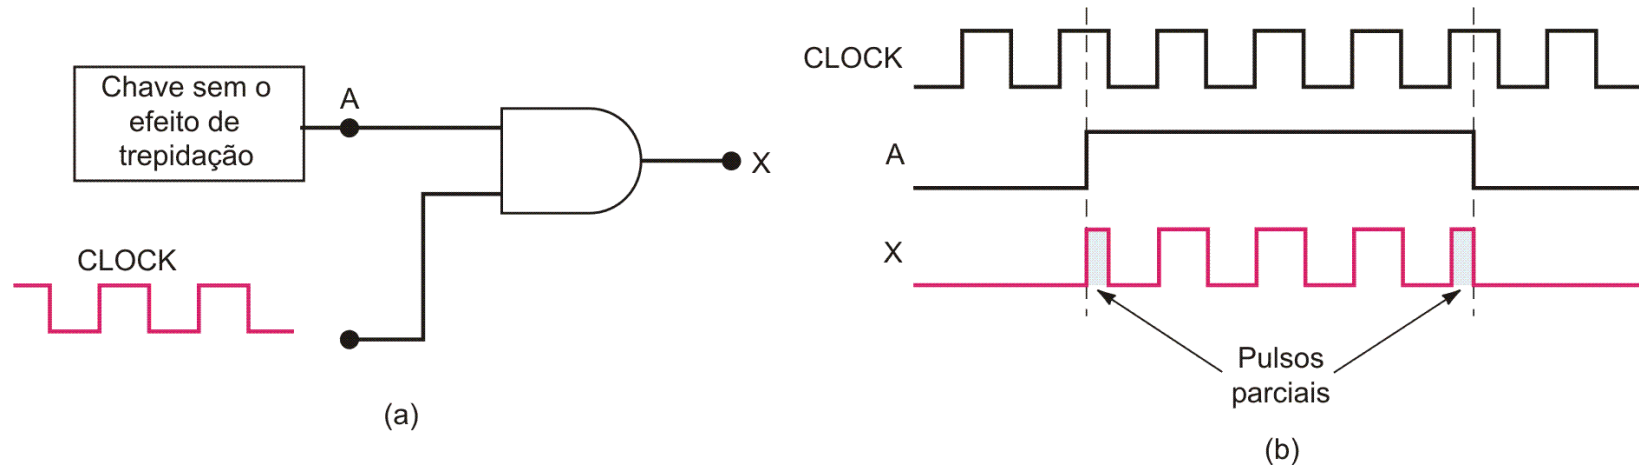 Chave sem o
efeito de
trepidação
A
X
CLOCK
(a)
CLOCK
A
X
Pulsos
parciais
(b)